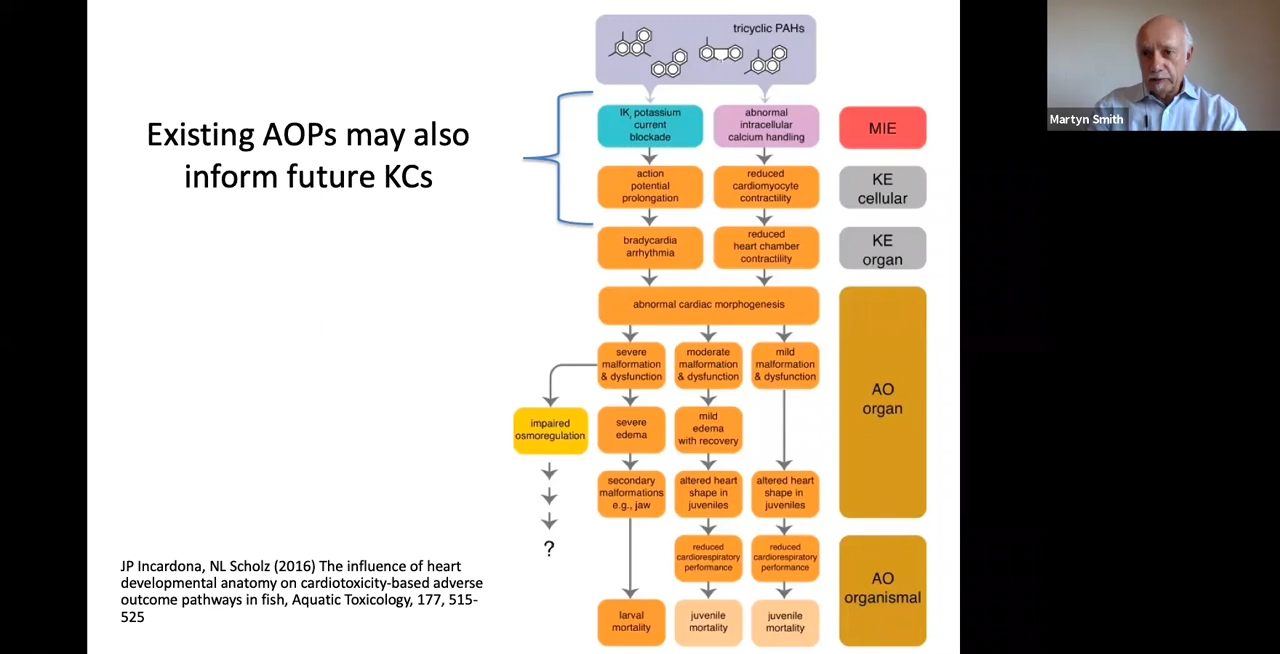 Existing AOPs may also
inform future KCs
tricyclic PAHs
IKr potassium
current
blockade
abnormal
intracellular
calcium handling
MIE
action
potential
prolongation
reduced
cardiomyocyte
contractility
KE
cellular
bradycardia
arrhythmia
reduced
heart chamber
contractility
KE
organ
abnormal cardiac morphogenesis
severe
malformation
& dysfunction
moderate
malformation
& dysfunction
mild
malformation
& dysfunction
AO
organ
impaired
osmoregulation
severe
edema
mild
edema
with recovery
secondary
malformations
e.g., jaw
altered heart
shape in
juveniles
altered heart
shape in
juveniles
?
reduced
cardiorespiratory
performance
reduced
cardiorespiratory
performance
AO
organismal
larval
mortality
juvenile
mortality
juvenile
mortality
JP Incardona, NL Scholz (2016) The influence of heart
developmental anatomy on cardiotoxicity-based adverse
outcome pathways in fish, Aquatic Toxicology, 177, 515-
525
Martyn Smith